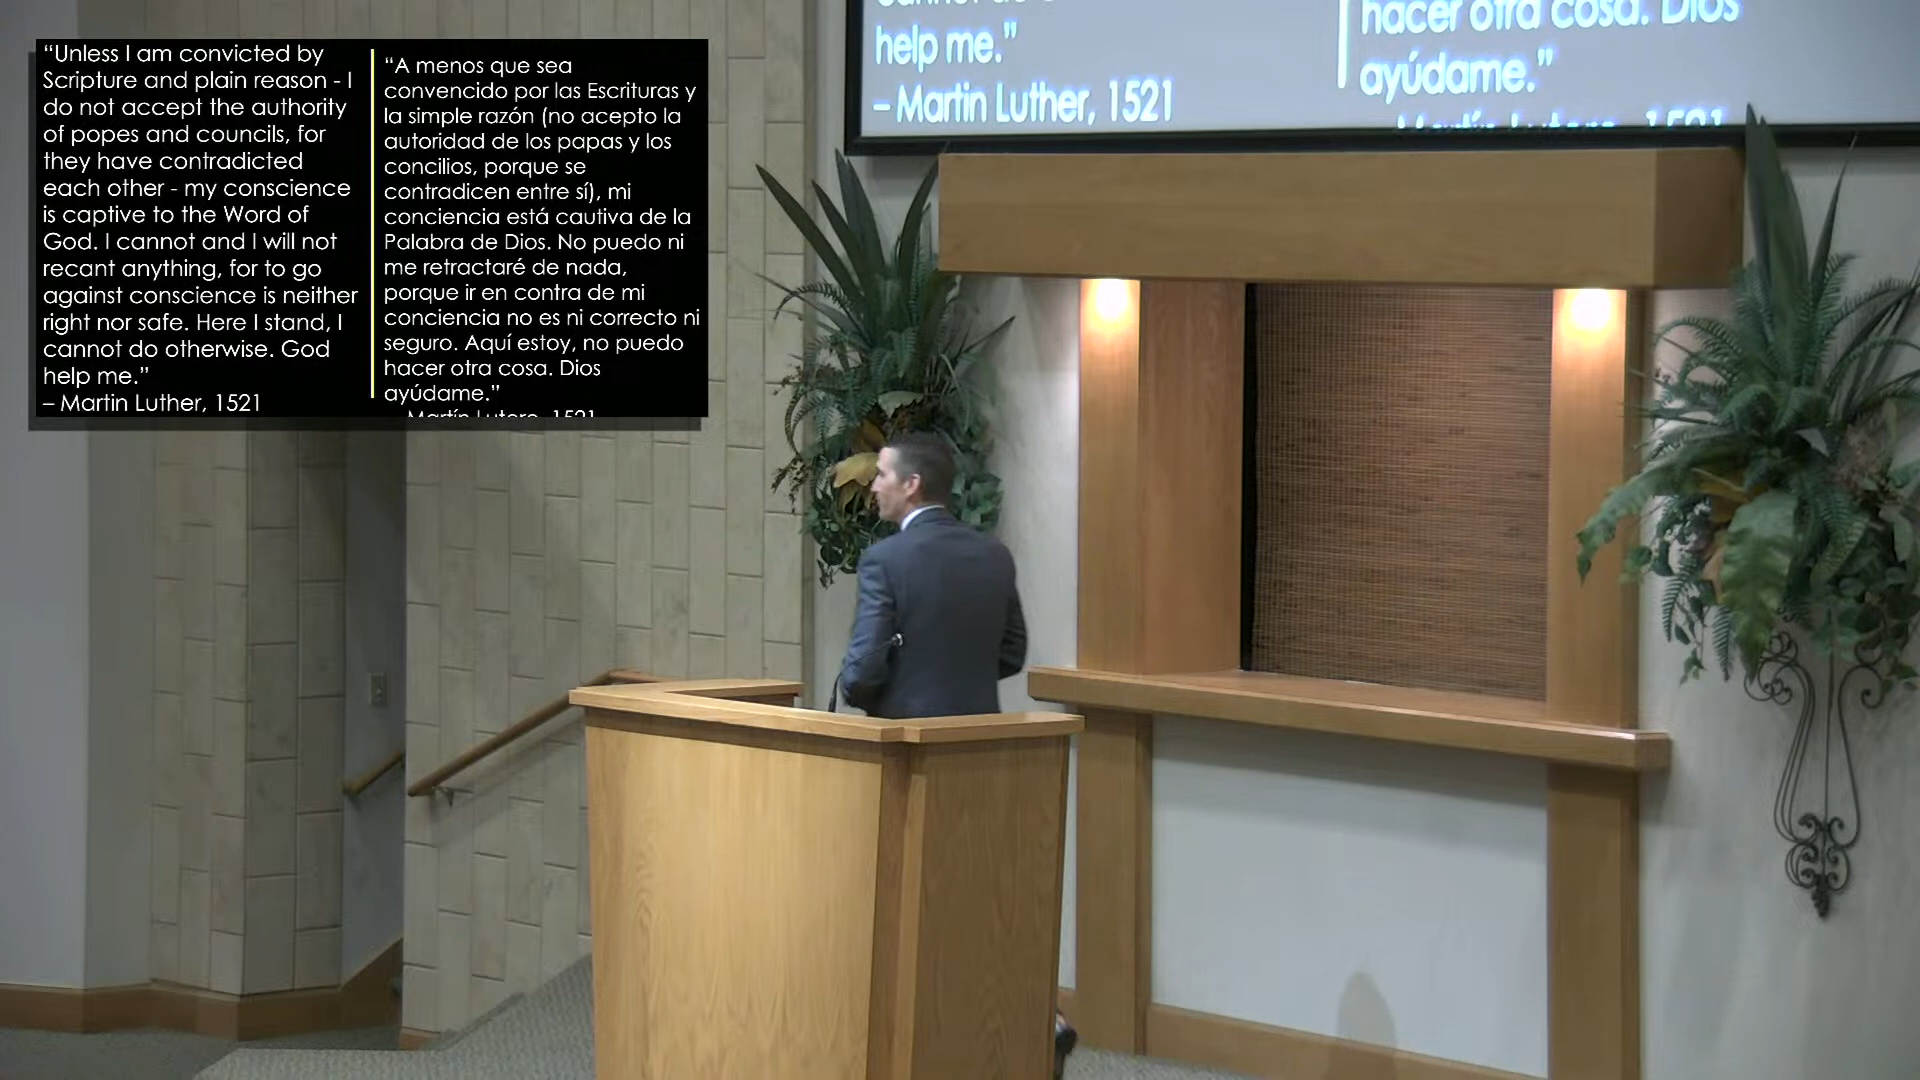 “Unless I am convicted by
Scripture and plain reason - I
do not accept the authority
of popes and councils, for
they have contradicted
each other - my conscience
is captive to the Word of
God. I cannot and I will not
recant anything, for to go
against conscience is neither
right nor safe. Here I stand, I
cannot do otherwise. God
help me.”
– Martin Luther, 1521
“A menos que sea
convencido por las Escrituras y
la simple razón (no acepto la
autoridad de los papas y los
concilios, porque se
contradicen entre sí), mi
conciencia está cautiva de la
Palabra de Dios. No puedo ni
me retractaré de nada,
porque ir en contra de mi
conciencia no es ni correcto ni
seguro. Aquí estoy, no puedo
hacer otra cosa. Dios
ayúdame.”
Martín Lutero, 1521
help me.”
– Martin Luther, 1521
hacer otra cosa. Dios
ayúdame.”